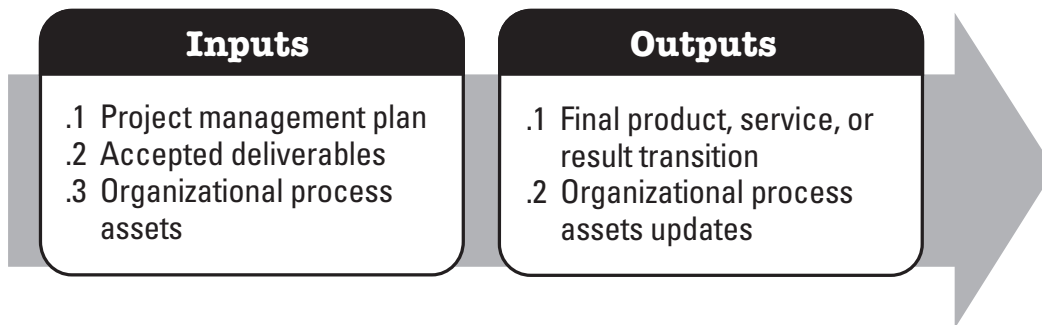 Inputs
.1 Project management plan
.2 Accepted deliverables
.3 Organizational process
assets
Outputs
.1 Final product, service, or
result transition
.2 Organizational process
assets updates